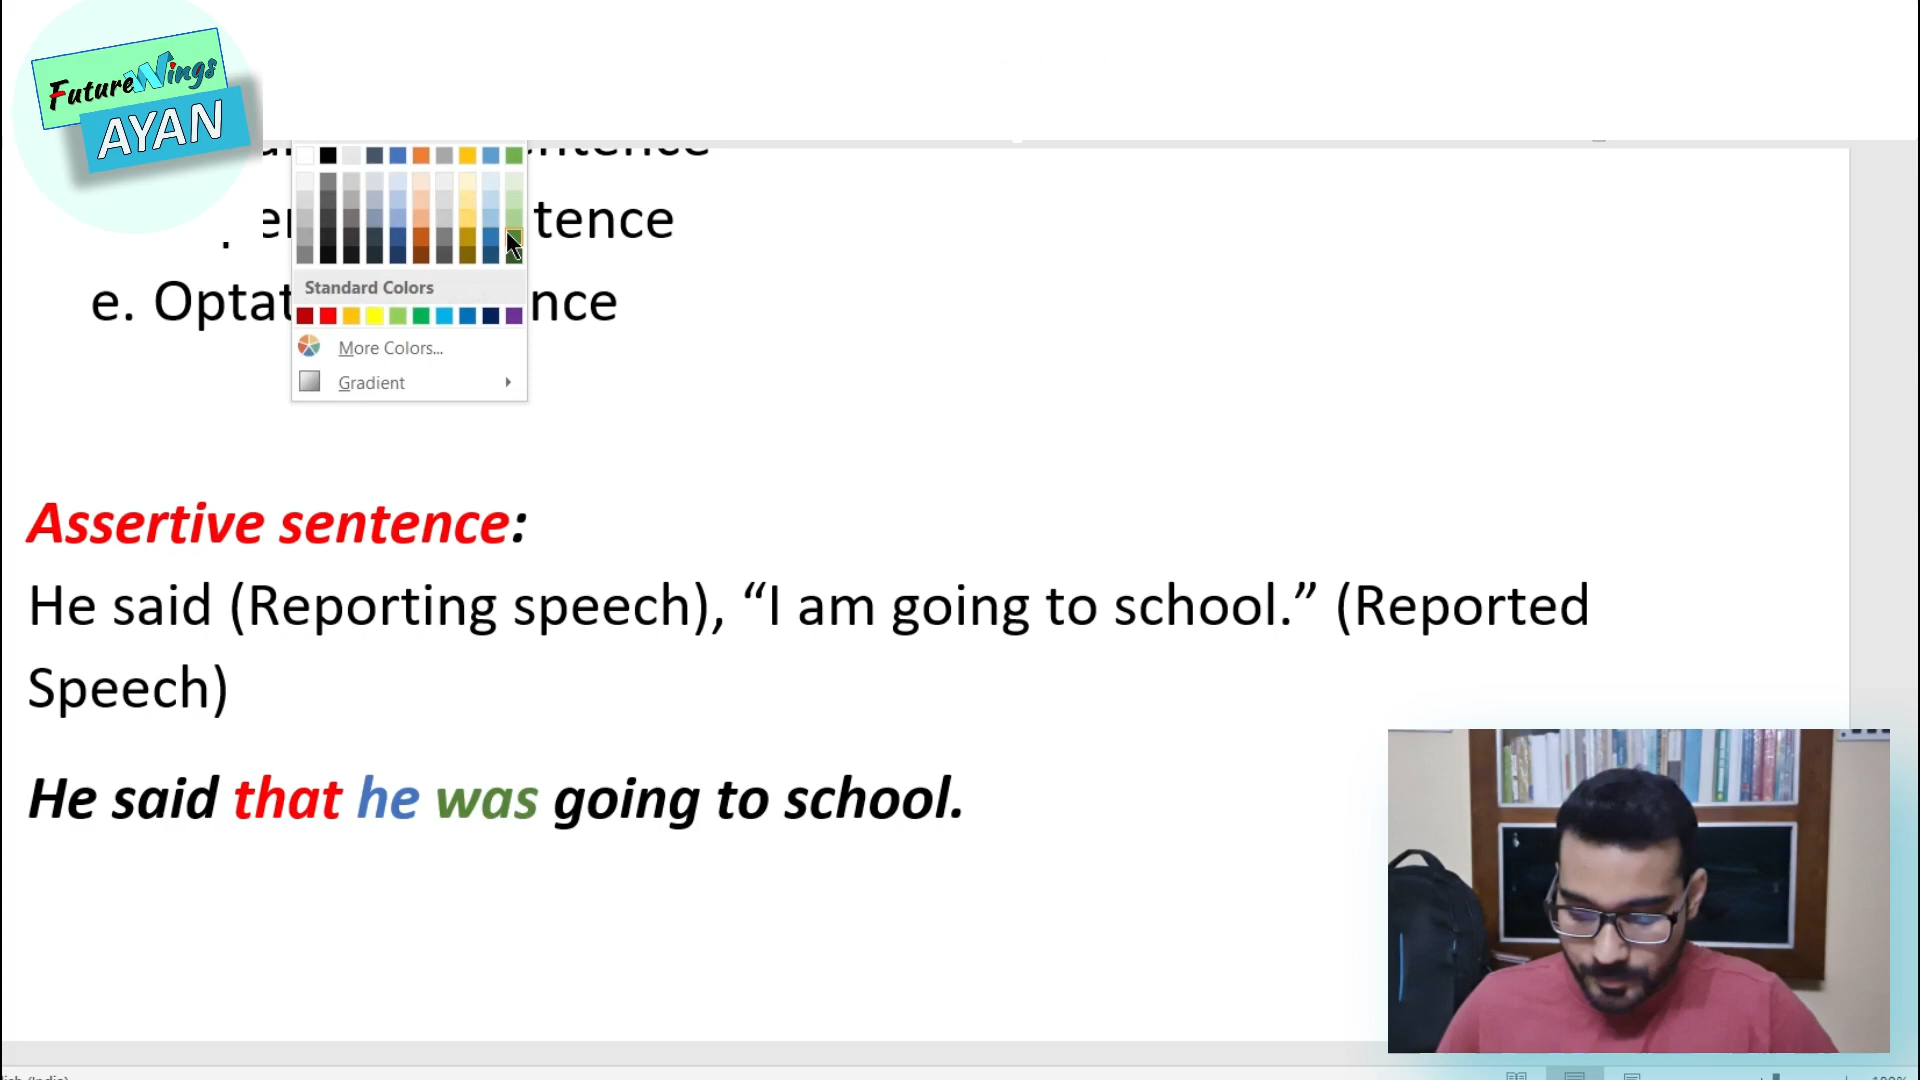 FutureWings
AYAN
tence
e. Optat nce
Standard Colors
More Colors...
Gradient
Assertive sentence:
He said (Reporting speech), “I am going to school.” (Reported
Speech)
He said that he was going to school.